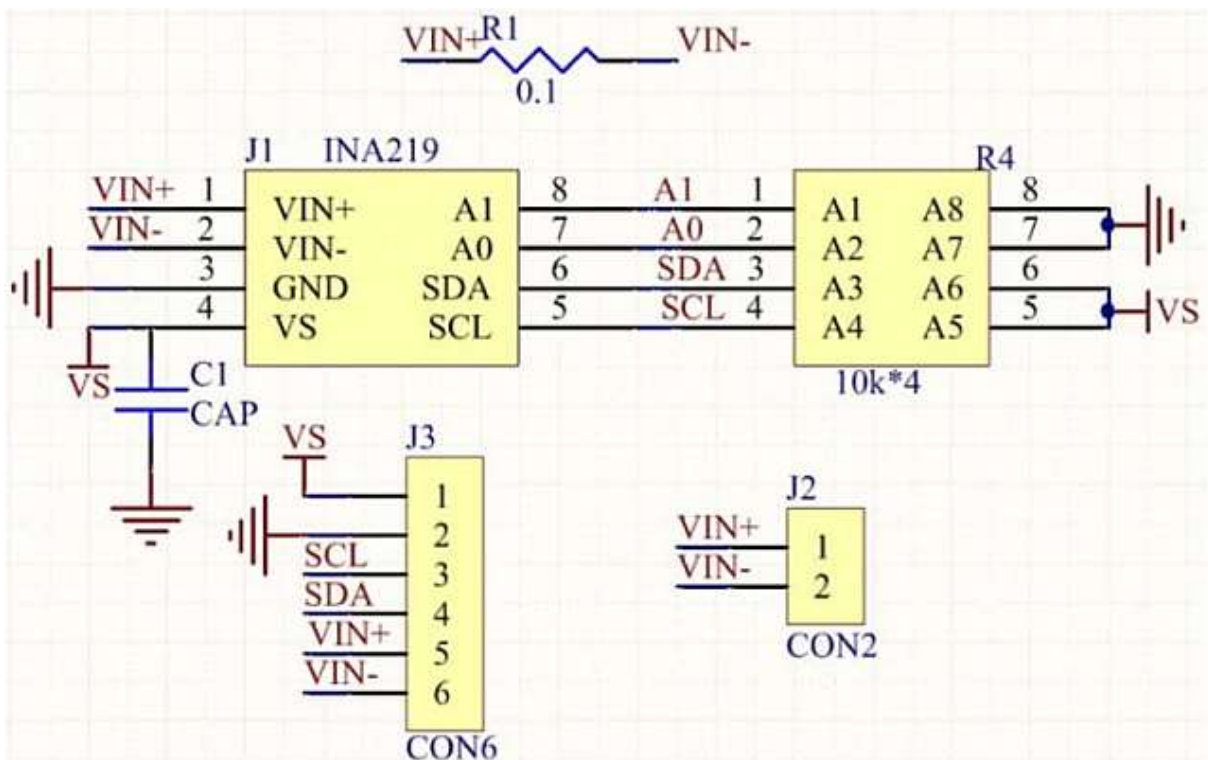 R1
VIN+ VIN-
0.1
J1 INA219
R4
VIN+ 1 VIN+ A1 8 A1 1 A1 A8 8
VIN- 2 VIN- A0 7 A0 2 A2 A7 7
3 GND SDA 6 SDA 3 A3 A6 6
4 VS SCL 5 SCL 4 A4 A5 5 VS
VS
C1
CAP
10k*4
VS
J3
1
2
SCL 3
SDA 4
VIN+ 5
VIN- 6
CON6
J2
VIN+ 1
VIN- 2
CON2